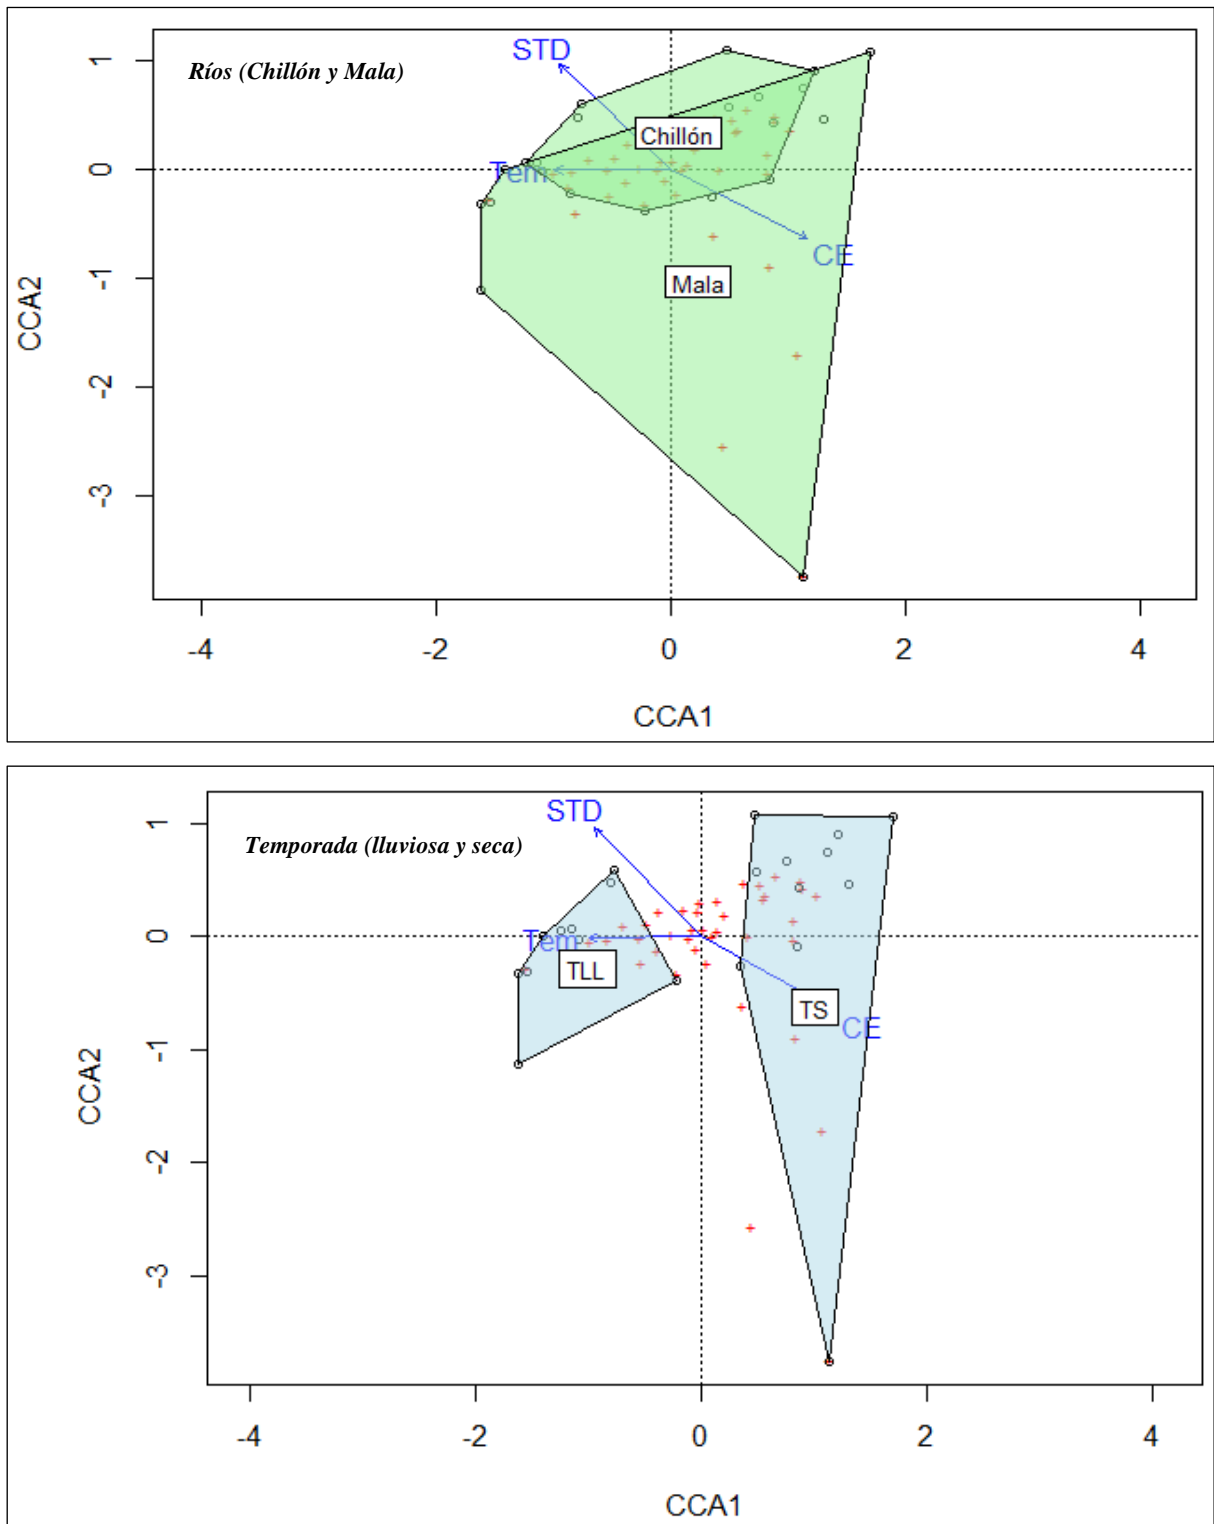 STD
Ríos (Chillón y Mala)
Chillón
Tem
CE
Mala
1
0
-1
-2
-3
CCA2
-4 -2 0 2 4
CCA1
STD
Temporada (lluviosa y seca)
Tem
TLL
TS
CE
1
0
-1
-2
-3
CCA2
-4 -2 0 2 4
CCA1